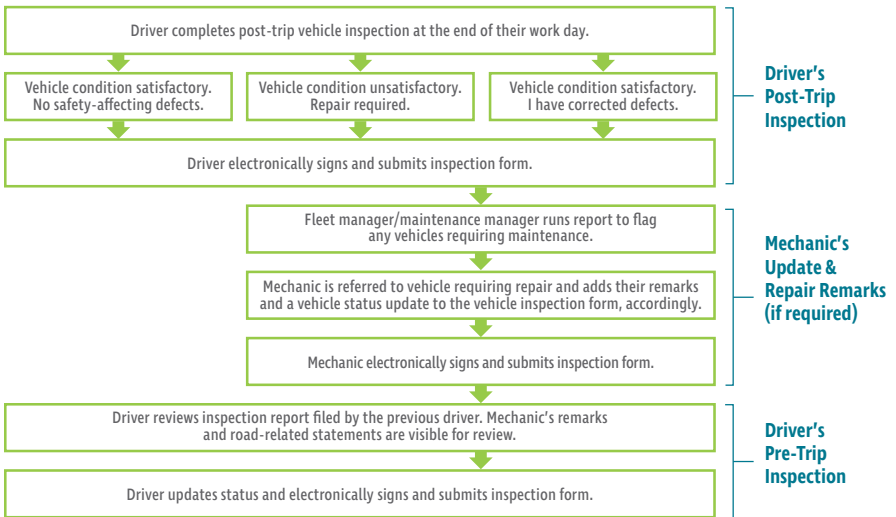 Driver completes post-trip vehicle inspection at the end of their work day.
Vehicle condition satisfactory.
No safety-affecting defects.
Vehicle condition unsatisfactory.
Repair required.
Vehicle condition satisfactory.
I have corrected defects.
Driver electronically signs and submits inspection form.
Driver's
Post-Trip
Inspection
Fleet manager/maintenance manager runs report to flag
any vehicles requiring maintenance.
Mechanic is referred to vehicle requiring repair and adds their remarks
and a vehicle status update to the vehicle inspection form, accordingly.
Mechanic electronically signs and submits inspection form.
Mechanic's
Update &
Repair Remarks
(if required)
Driver reviews inspection report filed by the previous driver. Mechanic's remarks
and road-related statements are visible for review.
Driver updates status and electronically signs and submits inspection form.
Driver's
Pre-Trip
Inspection